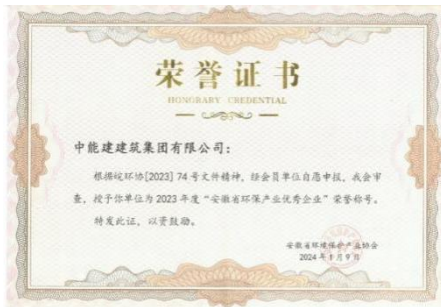 荣誉证书
HONORARY CREDENTIAL
中能建建筑集团有限公司：
根据皖环协[2023] 74号文件精神，经会员单位自愿申报，我会审
查，授予你单位为2023年度“安徽省环保产业优秀企业”荣誉称号。
特发此证，以资鼓励。
安徽省环境保护产业协会
2024年1月9日